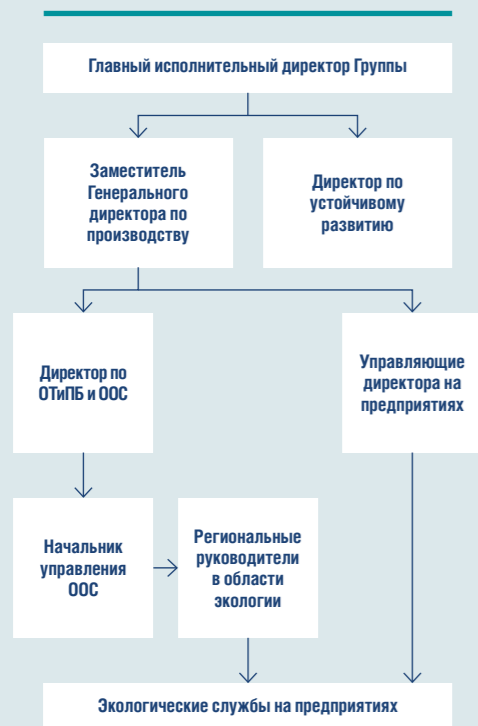 Главный исполнительный директор Группы
Заместитель
Генерального
директора по
производству
Директор по
устойчивому
развитию
Директор по
ОТиПБ и ООС
Управляющие
директора на
предприятиях
Начальник
управления
ООС
Региональные
руководители
в области
экологии
Экологические службы на предприятиях